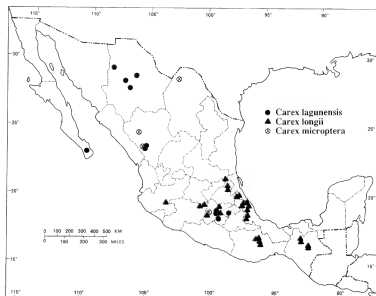 110° 105° 100° 95° 90°
30° 30°
25° 25°
20° 20°
15° 15°
115° 110° 105° 100° 95° 90°
Carex lagunensis
Carex longii
Carex microptera
0 100 200 300 400 500 KM
0 100 200 300 MILES